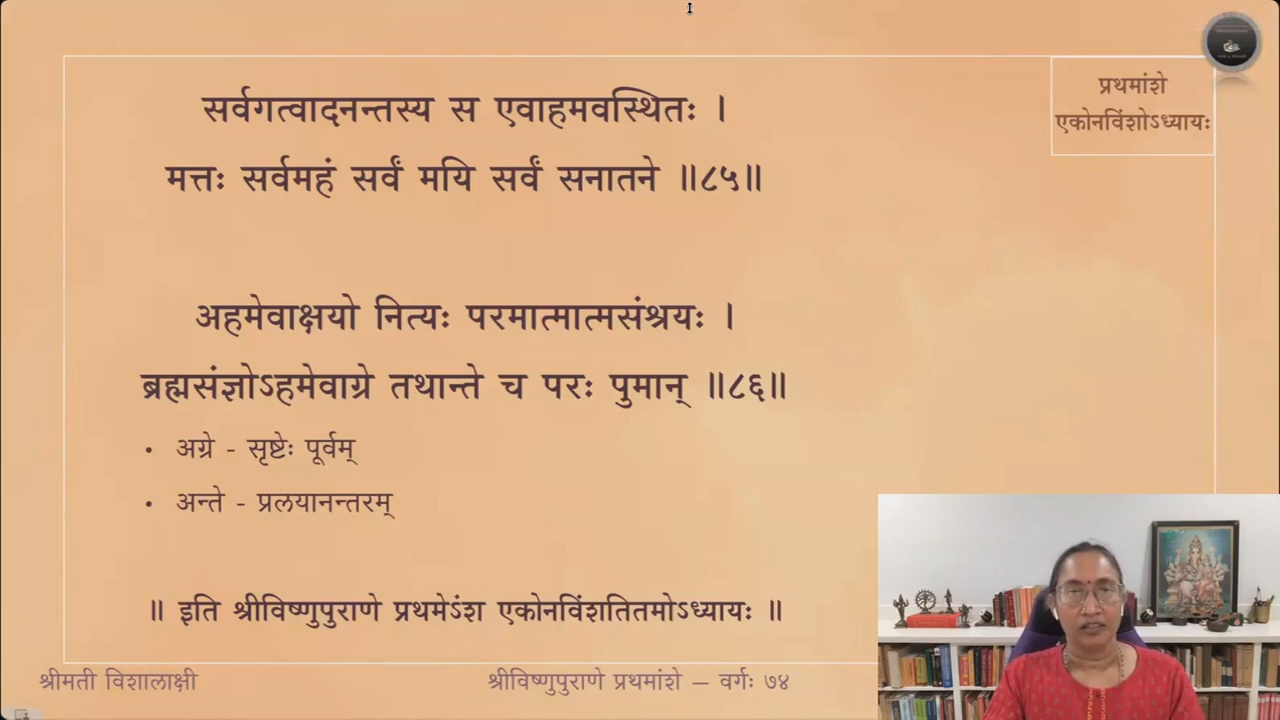 प्रथमांशे
एकोनविंशोऽध्यायः
सर्वगत्वादनन्तस्य स एवाहमवस्थितः ।
मत्तः सर्वमहं सर्वं मयि सर्वं सनातने ॥८५॥
अहमेवाक्षयो नित्यः परमात्मात्मसंश्रयः ।
ब्रह्मसंज्ञोऽहमेवाग्रे तथान्ते च परः पुमान् ॥८६॥
• अग्रे - सृष्टेः पूर्वम्
• अन्ते - प्रलयानन्तरम्
॥ इति श्रीविष्णुपुराणे प्रथमेऽंश एकोनविंशतितमोऽध्यायः ॥
श्रीमती विशालाक्षी
श्रीविष्णुपुराणे प्रथमांशे – वर्गः ७४